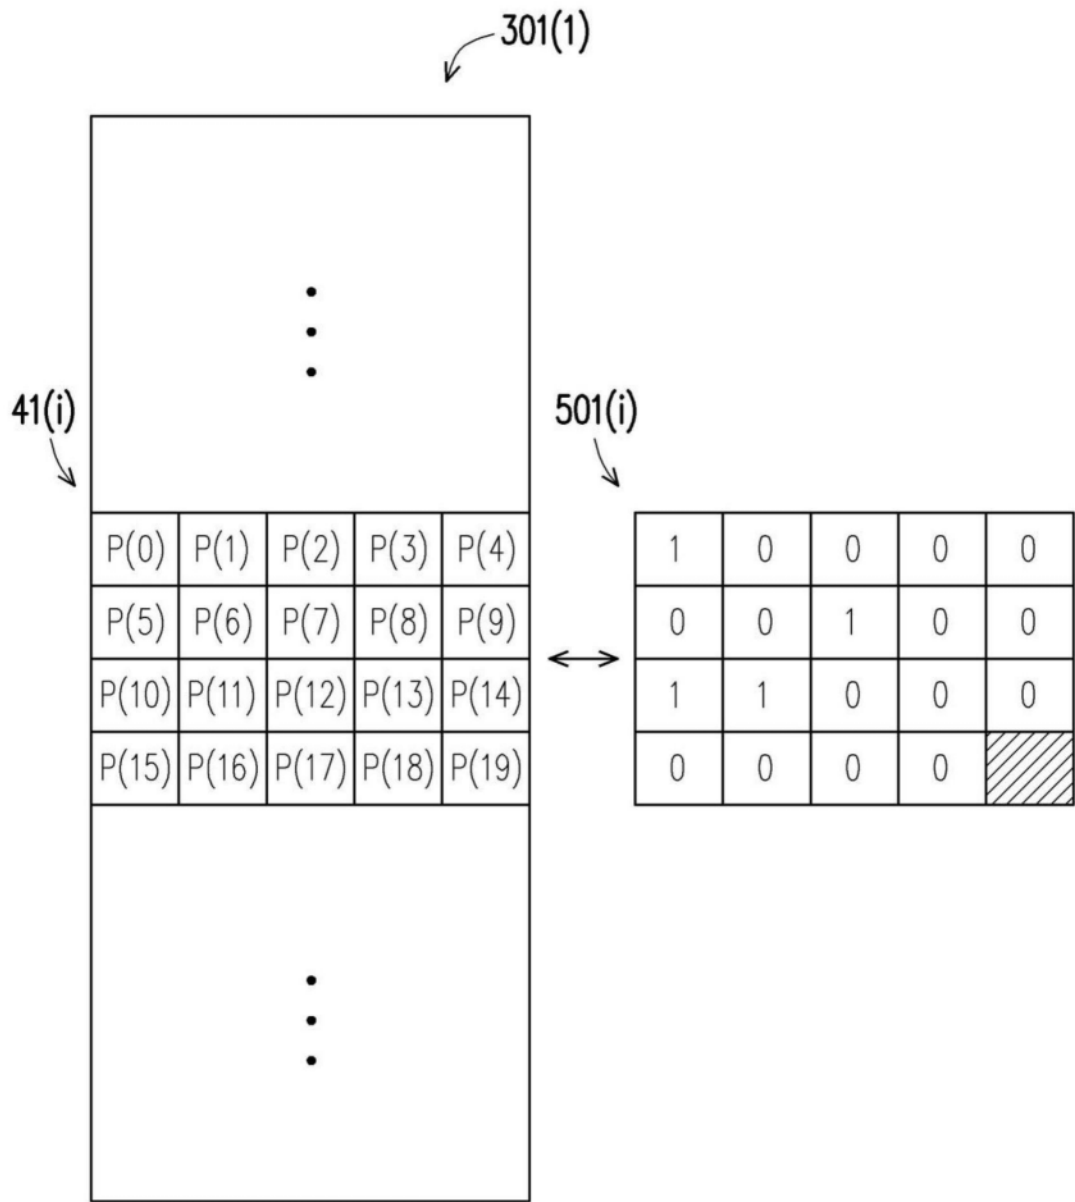 301(1)
41(i)
501(i)
P(0) P(1) P(2) P(3) P(4)
P(5) P(6) P(7) P(8) P(9)
P(10) P(11) P(12) P(13) P(14)
P(15) P(16) P(17) P(18) P(19)
1 0 0 0 0
0 0 1 0 0
1 1 0 0 0
0 0 0 0